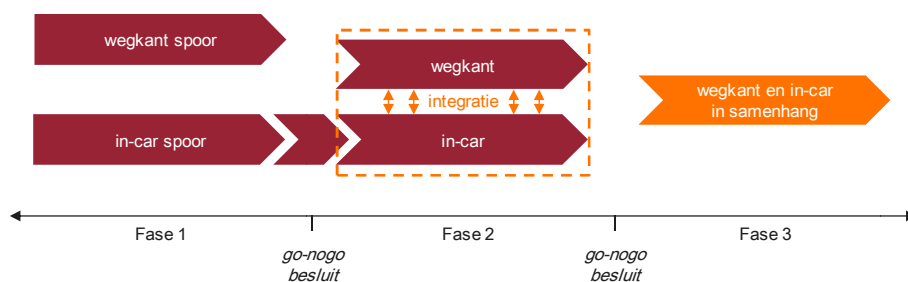 wegkant spoor
wegkant
integratie
wegkant en in-car
in samenhang
in-car spoor
in-car
Fase 1
Fase 2
Fase 3
go-nogo
besluit
go-nogo
besluit